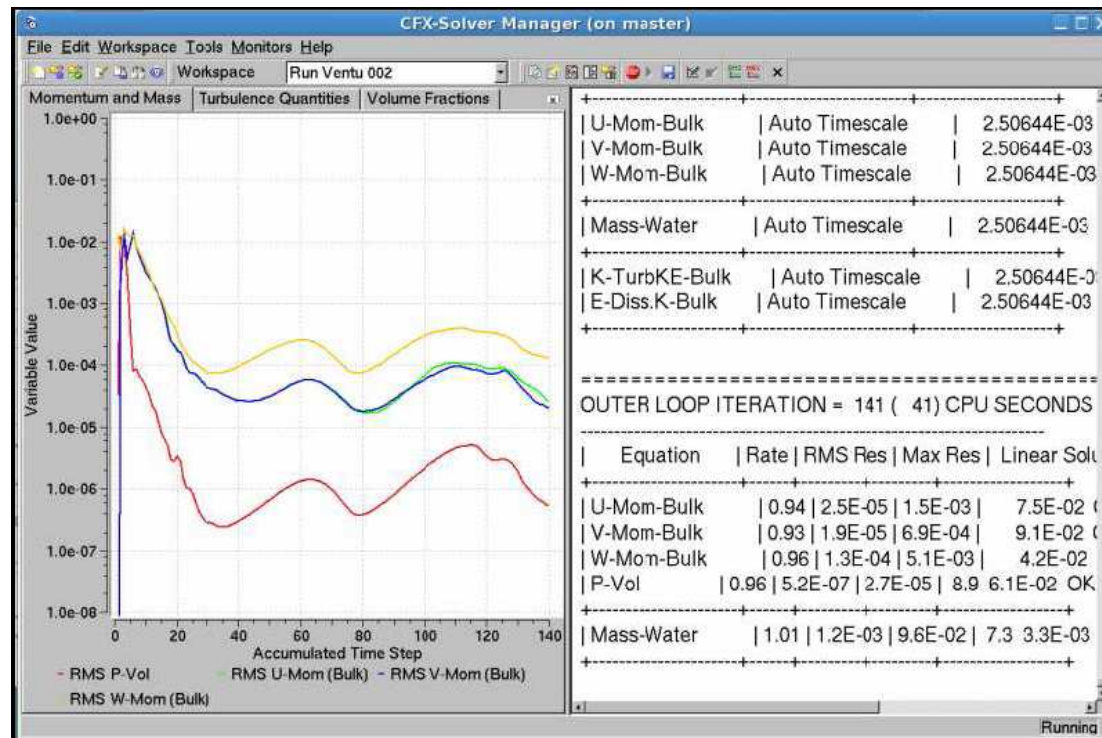 CFX-Solver Manager (on master)
File Edit Workspace Tools Monitors Help
Workspace Run Ventu 002
Momentum and Mass Turbulence Quantities Volume Fractions
1.0e+00
1.0e-01
1.0e-02
1.0e-03
1.0e-04
1.0e-05
1.0e-06
1.0e-07
1.0e-08
Variable Value
0 20 40 60 80 100 120 140
Accumulated Time Step
RMS P-Vol RMS U-Mom (Bulk) RMS V-Mom (Bulk)
RMS W-Mom (Bulk)
+----------------------+----------------------+-------------------+
| U-Mom-Bulk | Auto Timescale | 2.50644E-03
| V-Mom-Bulk | Auto Timescale | 2.50644E-03
| W-Mom-Bulk | Auto Timescale | 2.50644E-03
+----------------------+----------------------+-------------------+
| Mass-Water | Auto Timescale | 2.50644E-03
+----------------------+----------------------+-------------------+
| K-TurbKE-Bulk | Auto Timescale | 2.50644E-0
| E-Diss.K-Bulk | Auto Timescale | 2.50644E-03
+----------------------+----------------------+-------------------+
======================================================
OUTER LOOP ITERATION = 141 ( 41) CPU SECONDS
----------------------------------------------------------------------
| Equation | Rate | RMS Res | Max Res | Linear Solu
+----------------------+------+---------+---------+------------------+
| U-Mom-Bulk | 0.94 | 2.5E-05 | 1.5E-03 | 7.5E-02
| V-Mom-Bulk | 0.93 | 1.9E-05 | 6.9E-04 | 9.1E-02
| W-Mom-Bulk | 0.96 | 1.3E-04 | 5.1E-03 | 4.2E-02
| P-Vol | 0.96 | 5.2E-07 | 2.7E-05 | 8.9 6.1E-02 OK
+----------------------+------+---------+---------+------------------+
| Mass-Water | 1.01 | 1.2E-03 | 9.6E-02 | 7.3 3.3E-03
+----------------------+------+---------+---------+------------------+
Running